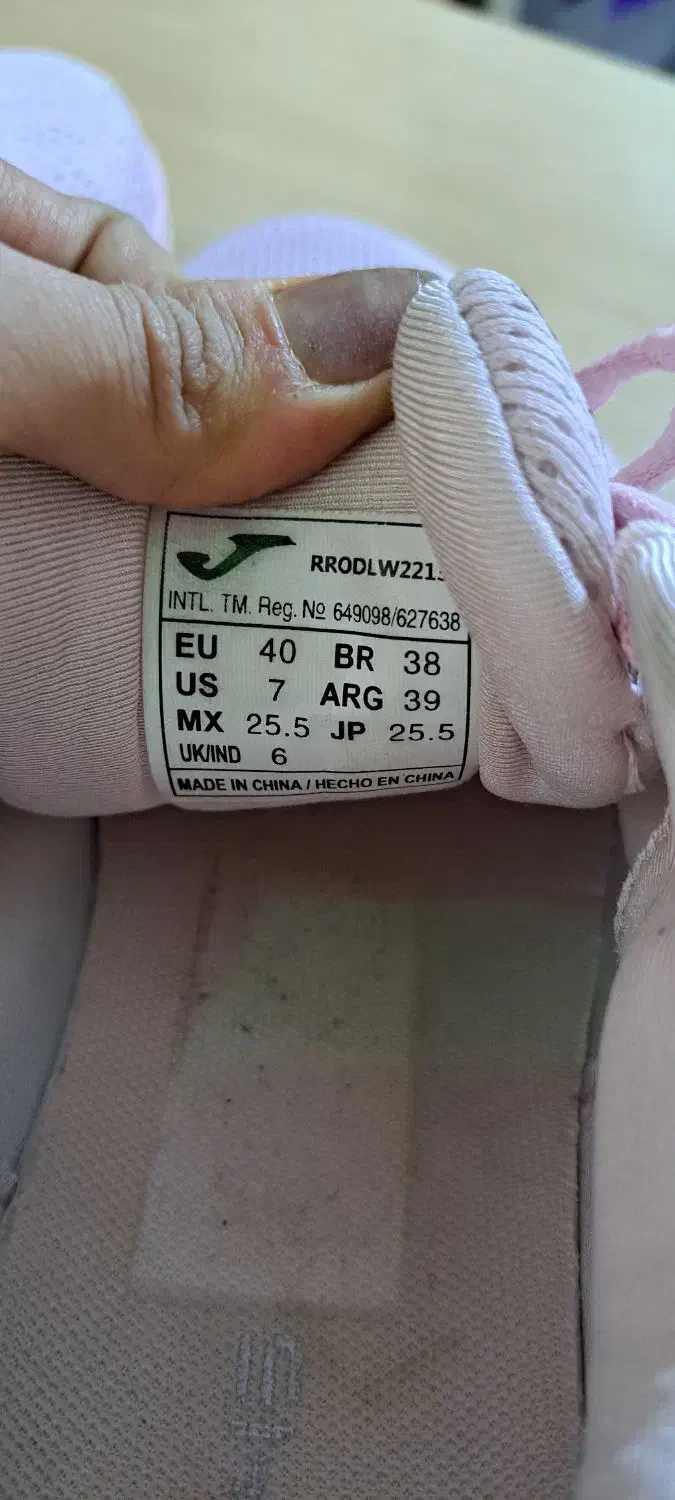 RRODLW221
INTL. TM. Reg. Nº 649098/627638
EU 40 BR 38
US 7 ARG 39
MX 25.5 JP 25.5
UK/IND 6
MADE IN CHINA / HECHO EN CHINA